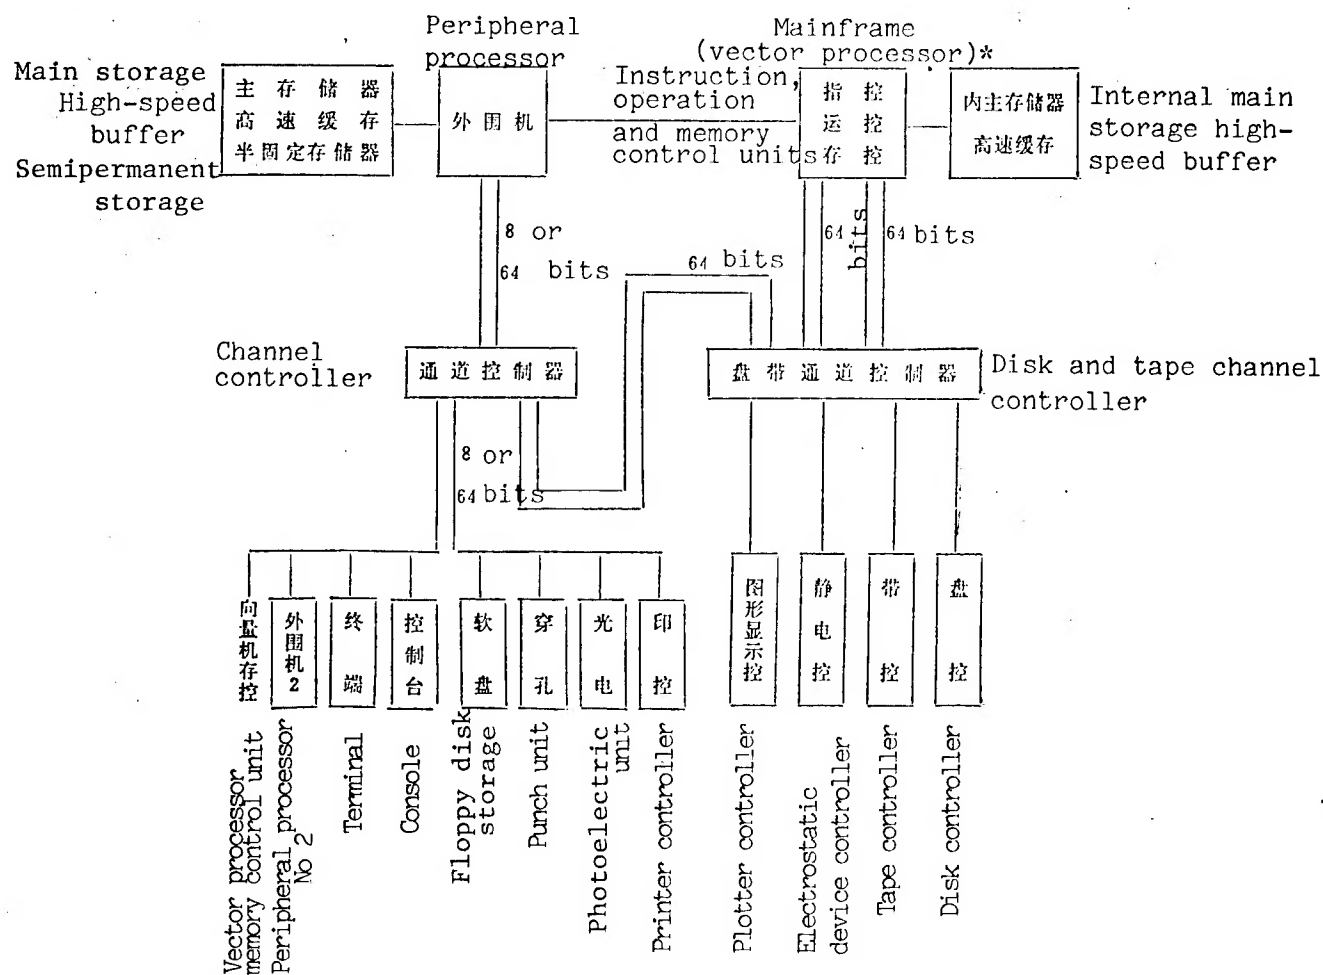 Peripheral
processor
Mainframe
(vector processor)*
Main storage
High-speed
buffer
Semipermanent
storage
主存储器
高速缓存
半固定存储器
外围机
Instruction,
operation
and memory
control units
指控
运控
存控
内主存储器
高速缓存
Internal main
storage high-
speed buffer
8 or
64 bits
64 bits
64 bits
64 bits
Channel
controller
通道控制器
盘带通道控制器
Disk and tape channel
controller
8 or
64 bits
向量机存控
外围机2
终端
控制台
软盘
穿孔
光电
印控
图形显示控
静电控
带控
盘控
Vector processor
memory control unit
Peripheral processor
No 2
Terminal
Console
Floppy disk
storage
Punch unit
Photoelectric
unit
Printer controller
Plotter controller
Electrostatic
device controller
Tape controller
Disk controller